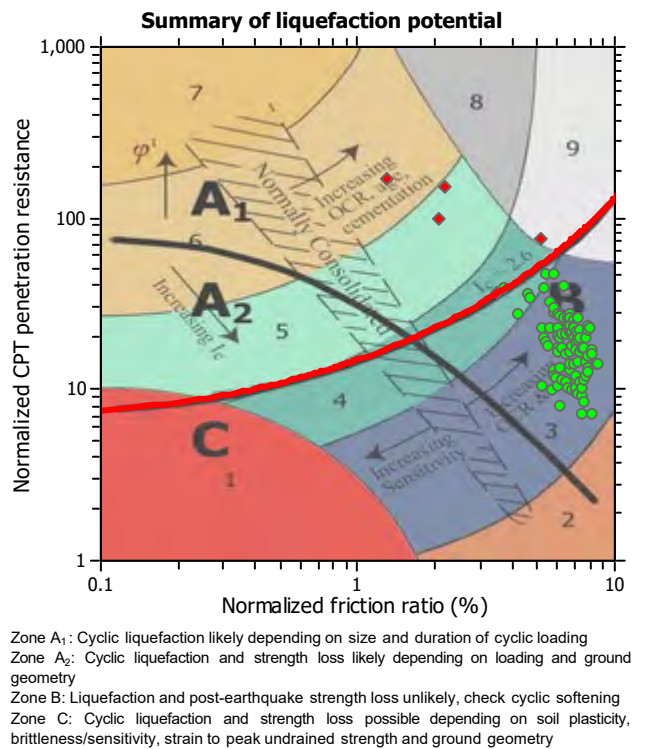 Summary of liquefaction potential
1,000
7
8
9
φ'
Increasing
OCR, age,
cementation
Normally Consolidated
A1
100
6
Ic = 2.6
A2
Increasing Ic
B
5
10
4
Increasing
OCR &
3
C
Increasing
Sensitivity
1
2
1
0.1
1
10
Normalized CPT penetration resistance
Normalized friction ratio (%)
Zone A1: Cyclic liquefaction likely depending on size and duration of cyclic loading
Zone A2: Cyclic liquefaction and strength loss likely depending on loading and ground
geometry
Zone B: Liquefaction and post-earthquake strength loss unlikely, check cyclic softening
Zone C: Cyclic liquefaction and strength loss possible depending on soil plasticity,
brittleness/sensitivity, strain to peak undrained strength and ground geometry